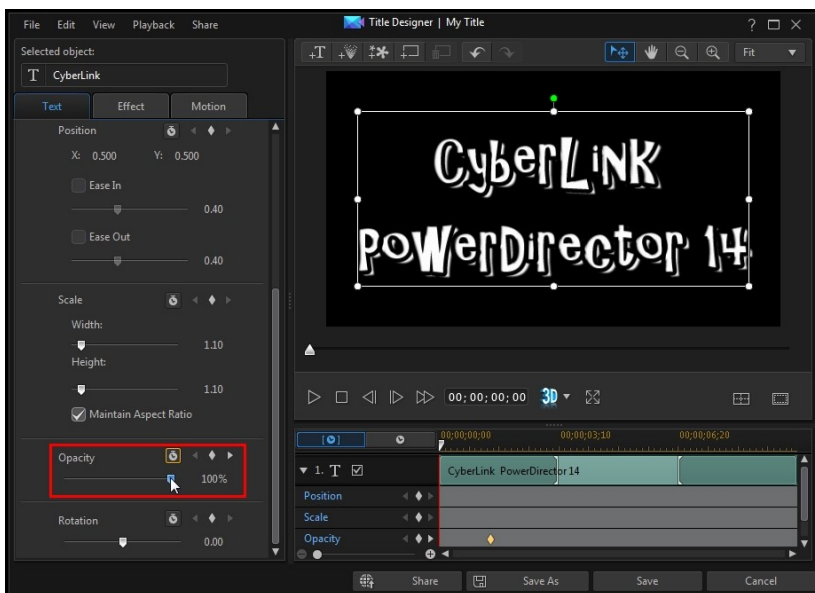 File Edit View Playback Share
Title Designer | My Title
Selected object:
T CyberLink
Text Effect Motion
Position
X: 0.500 Y: 0.500
Ease In
0.40
Ease Out
0.40
Scale
Width:
1.10
Height:
1.10
Maintain Aspect Ratio
Opacity
100%
Rotation
0.00
Fit
CyberLink
PowerDirector 14
00;00;00;00 3D
00;00;00;00 00;00;03;10 00;00;06;20
1. T
CyberLink PowerDirector 14
Position
Scale
Opacity
Share Save As Save Cancel